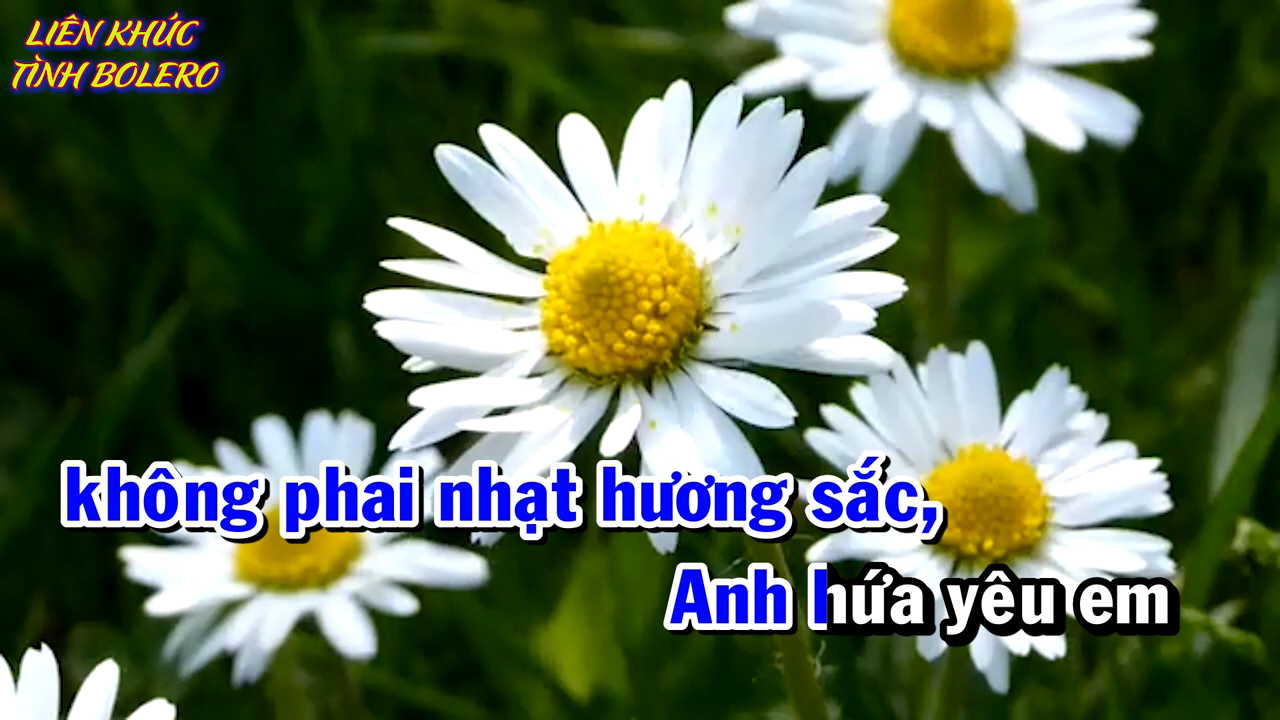 LIÊN KHÚC
TÌNH BOLERO
không phai nhạt hương sắc,
Anh hứa yêu em